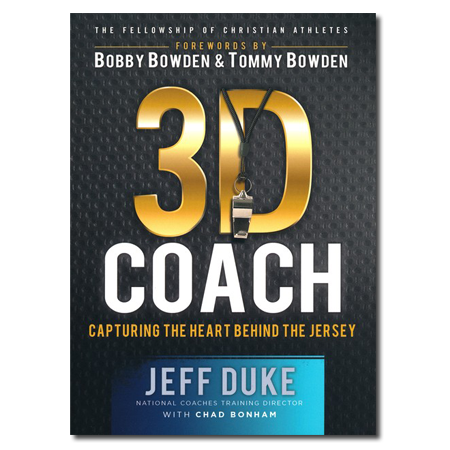 THE FELLOWSHIP OF CHRISTIAN ATHLETES
FOREWORDS BY
BOBBY BOWDEN & TOMMY BOWDEN
3D
COACH
CAPTURING THE HEART BEHIND THE JERSEY
JEFF DUKE
NATIONAL COACHES TRAINING DIRECTOR
WITH CHAD BONHAM